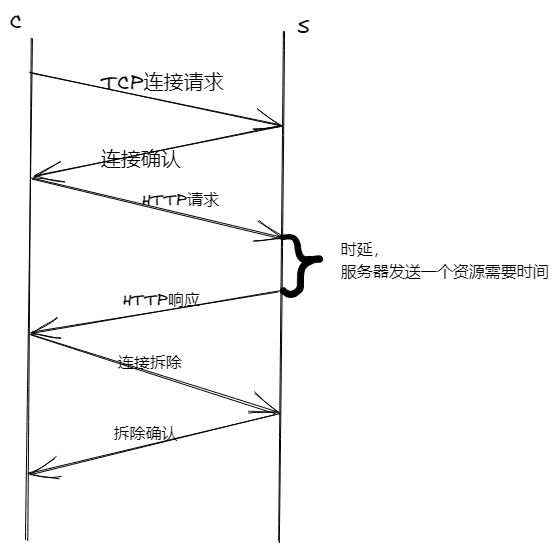 C
S
TCP连接请求
连接确认
HTTP请求
时延，
服务器发送一个资源需要时间
HTTP响应
连接拆除
拆除确认